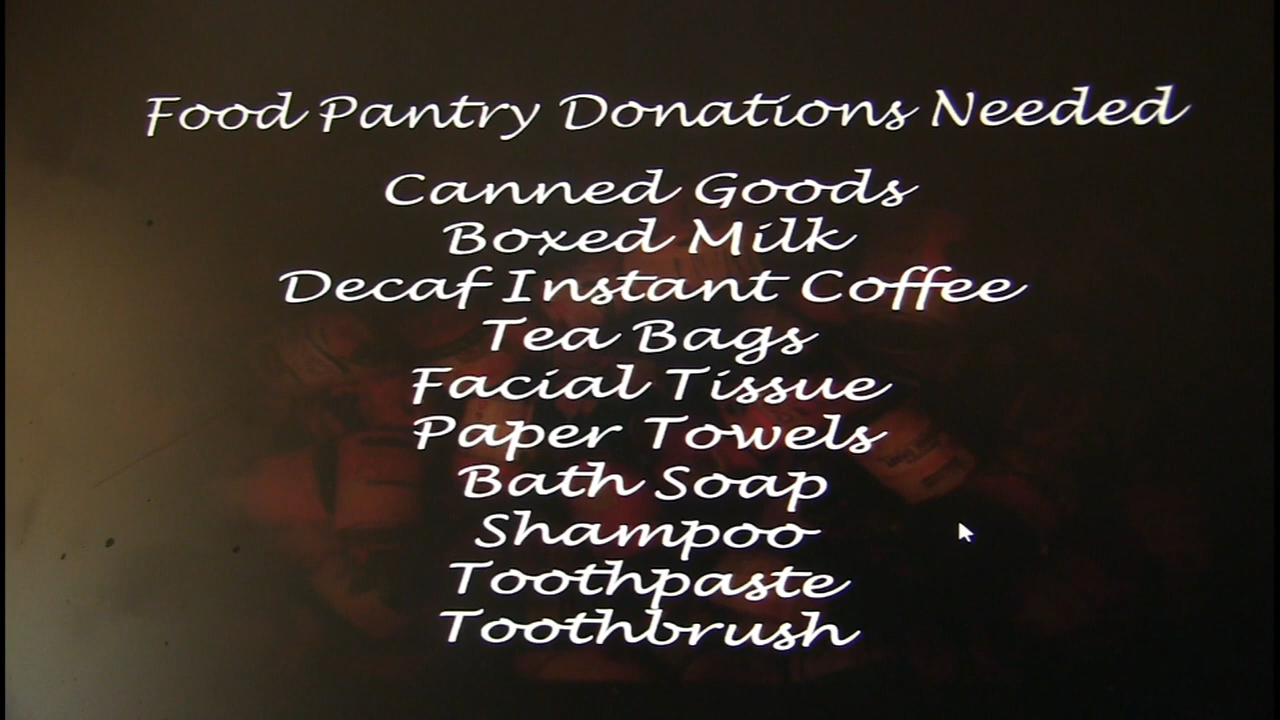 Food Pantry Donations Needed
Canned Goods
Boxed Milk
Decaf Instant Coffee
Tea Bags
Facial Tissue
Paper Towels
Bath Soap
Shampoo
Toothpaste
Toothbrush